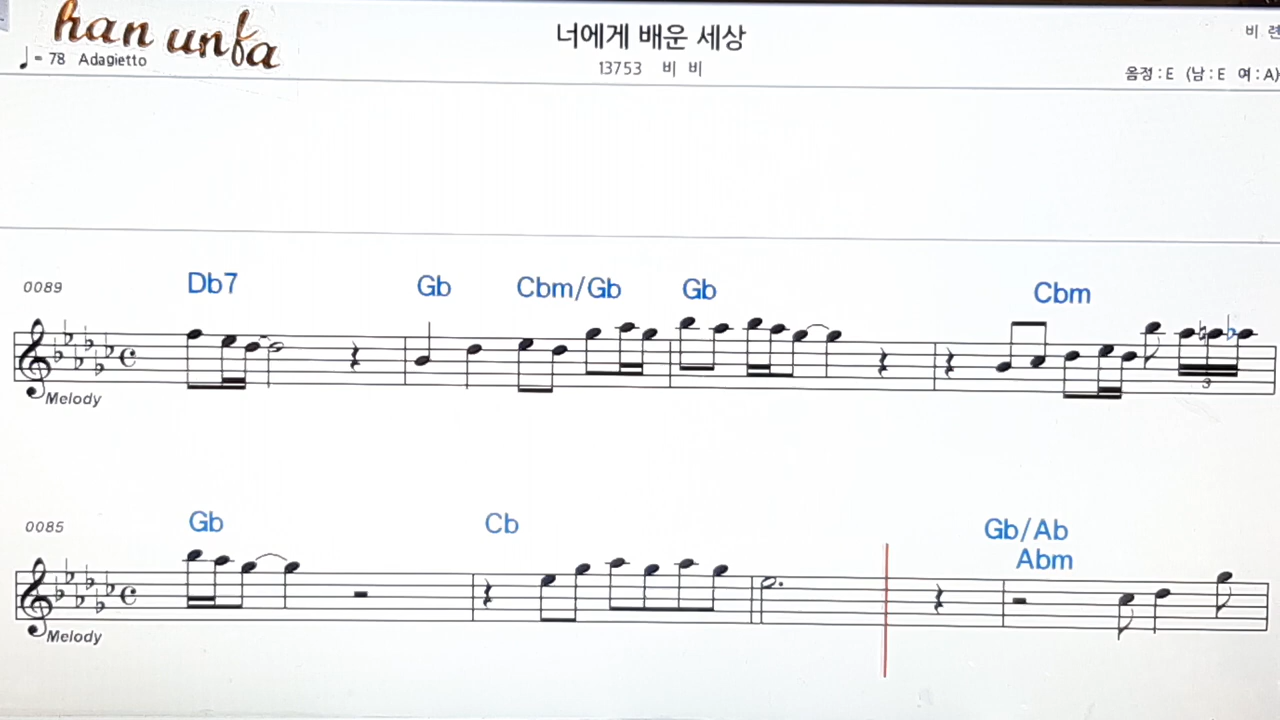 han unfa
♩= 78 Adagietto
너에게 배운 세상
13753 비 비
비 련
음정 : E (남 : E 여 : A)
0089
Db7 Gb Cbm/Gb Gb Cbm
3
Melody
0085
Gb Cb Gb/Ab
Abm
Melody